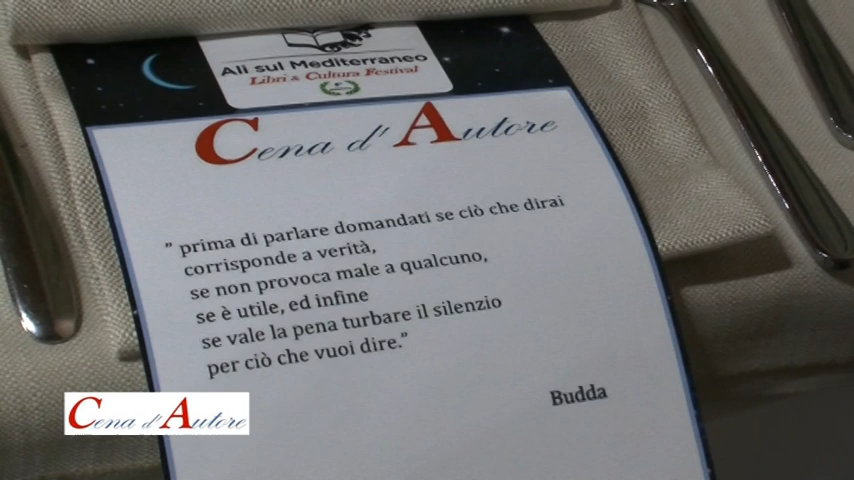 Ali sul Mediterraneo
Libri & Cultura Festival
Cena d' Autore
" prima di parlare domandati se ciò che dirai
corrisponde a verità,
se non provoca male a qualcuno,
se è utile, ed infine
se vale la pena turbare il silenzio
per ciò che vuoi dire."
Budda
Cena d' Autore